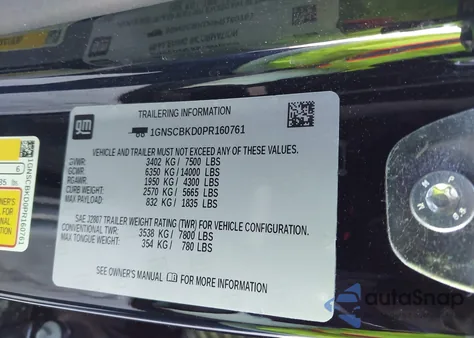 gm
TRAILERING INFORMATION
1GNSCBKD0PR160761
VEHICLE AND TRAILER MUST NOT EXCEED ANY OF THESE VALUES.
GVWR: 3402 KG / 7500 LBS
GCWR: 6350 KG / 14000 LBS
RGAWR: 1950 KG / 4300 LBS
CURB WEIGHT: 2570 KG / 5665 LBS
MAX PAYLOAD: 832 KG / 1835 LBS
SAE J2807 TRAILER WEIGHT RATING (TWR) FOR VEHICLE CONFIGURATION.
CONVENTIONAL TWR: 3538 KG / 7800 LBS
MAX TONGUE WEIGHT: 354 KG / 780 LBS
SEE OWNER'S MANUAL FOR MORE INFORMATION
6
OWNER'S
1GNSCBKD0PR160761
autoSnap